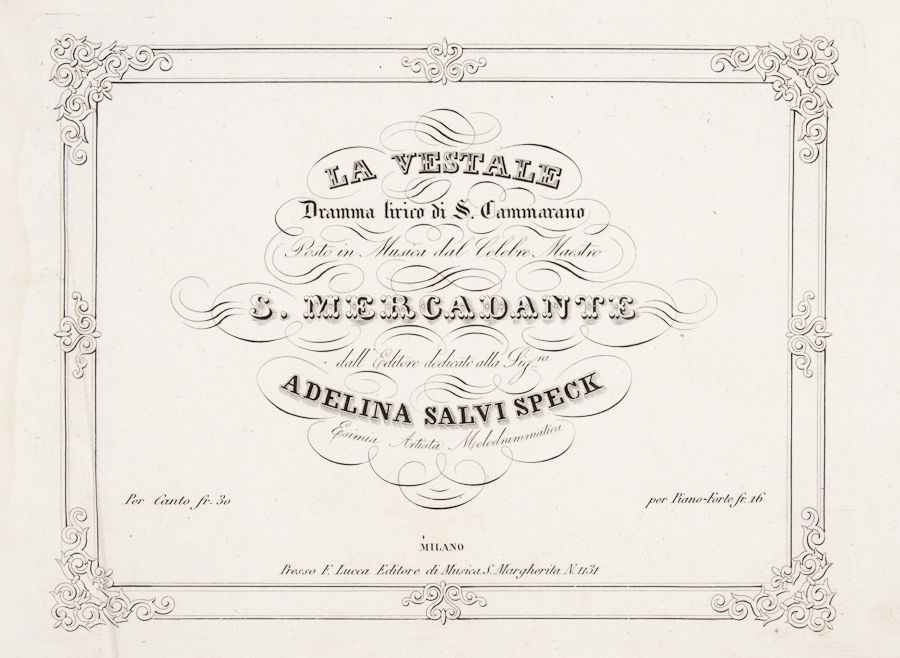 LA VESTALE
Dramma lirico di S. Cammarano
Posto in Musica dal Celebre Maestro
S. MERCADANTE
dall'Editore dedicato alla Sig.ra
ADELINA SALVI SPECK
Esimia Artista Melodrammatica
Per Canto fr. 30
per Piano-Forte fr. 16
MILANO
Presso F. Lucca Editore di Musica S. Margherita N. 1131